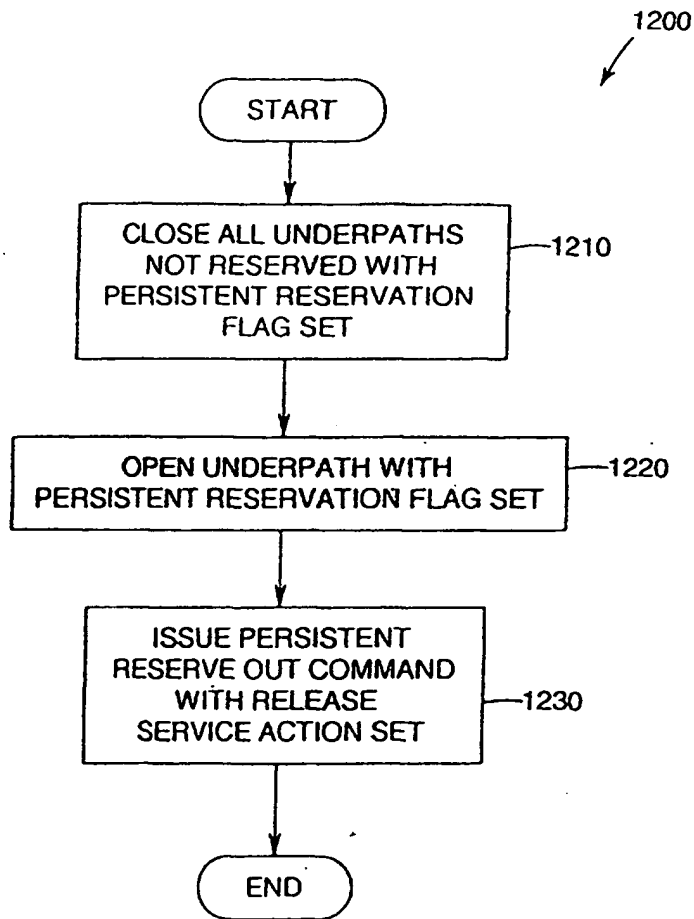 1200
START
CLOSE ALL UNDERPATHS
NOT RESERVED WITH
PERSISTENT RESERVATION
FLAG SET
1210
OPEN UNDERPATH WITH
PERSISTENT RESERVATION FLAG SET
1220
ISSUE PERSISTENT
RESERVE OUT COMMAND
WITH RELEASE
SERVICE ACTION SET
1230
END